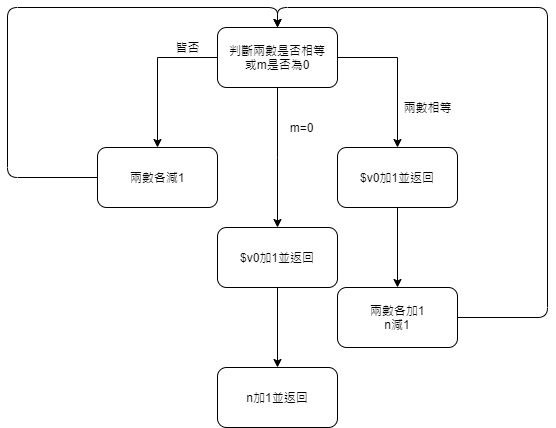 判斷兩數是否相等
或m是否為0
皆否
兩數相等
m=0
兩數各減1
$v0加1並返回
$v0加1並返回
兩數各加1
n減1
n加1並返回